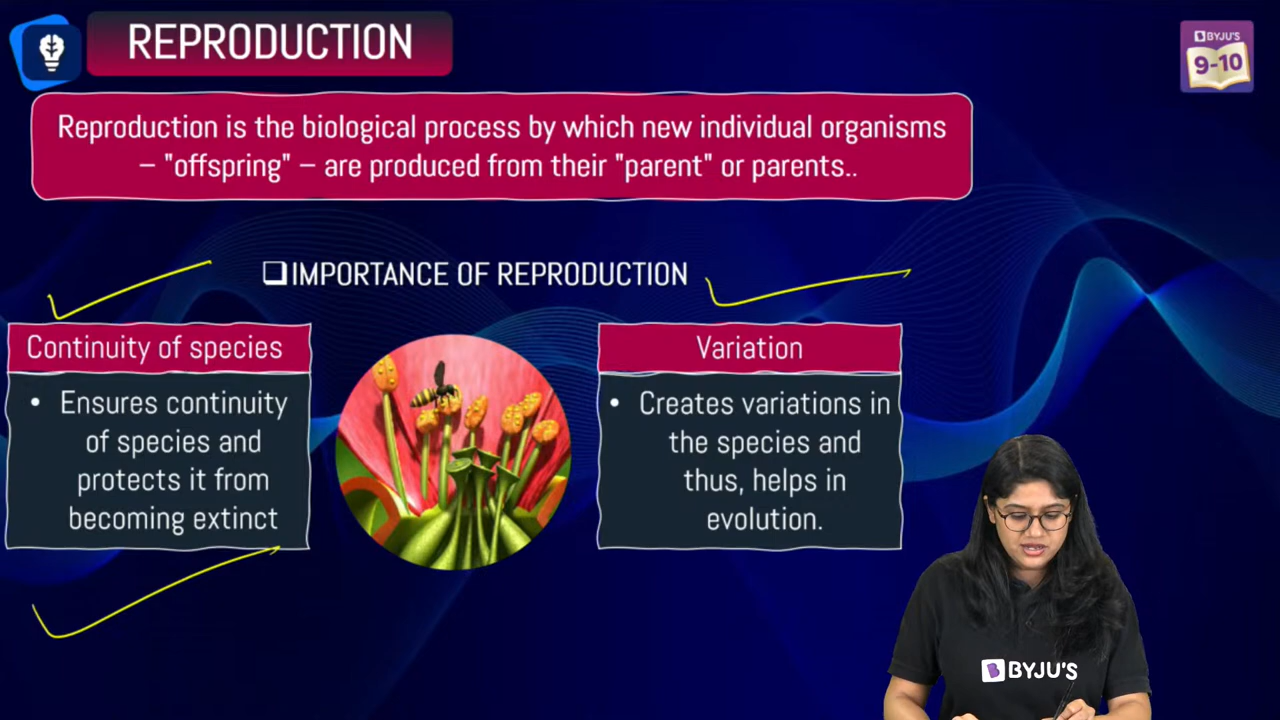 REPRODUCTION
BYJU'S
9-10
Reproduction is the biological process by which new individual organisms
– "offspring" – are produced from their "parent" or parents..
❑IMPORTANCE OF REPRODUCTION
Continuity of species
• Ensures continuity
of species and
protects it from
becoming extinct
Variation
• Creates variations in
the species and
thus, helps in
evolution.
BYJU'S